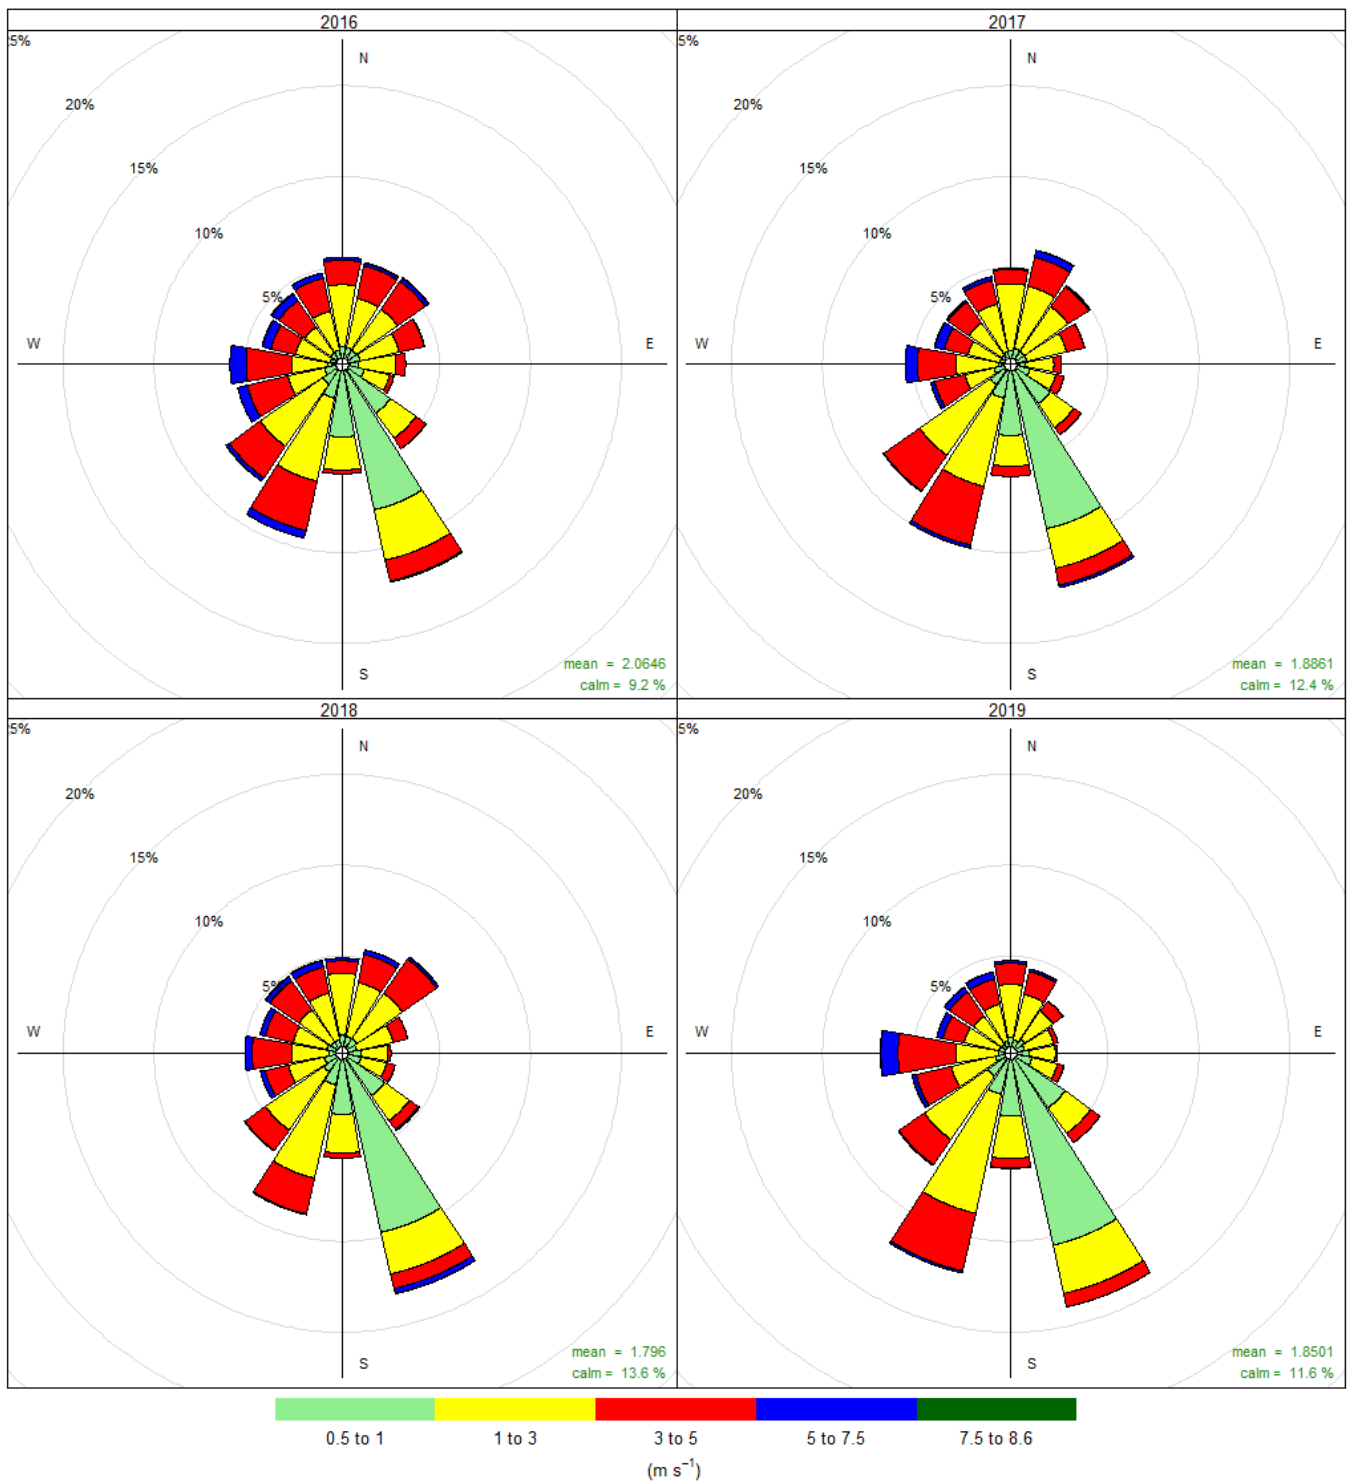 2016
2017
5%
N
20%
15%
10%
5%
W
E
S
mean = 2.0646
calm = 9.2 %
5%
N
20%
15%
10%
5%
W
E
S
mean = 1.8861
calm = 12.4 %
2018
2019
5%
N
20%
15%
10%
5%
W
E
S
mean = 1.796
calm = 13.6 %
5%
N
20%
15%
10%
5%
W
E
S
mean = 1.8501
calm = 11.6 %
0.5 to 1
1 to 3
3 to 5
5 to 7.5
7.5 to 8.6
(m s⁻¹)